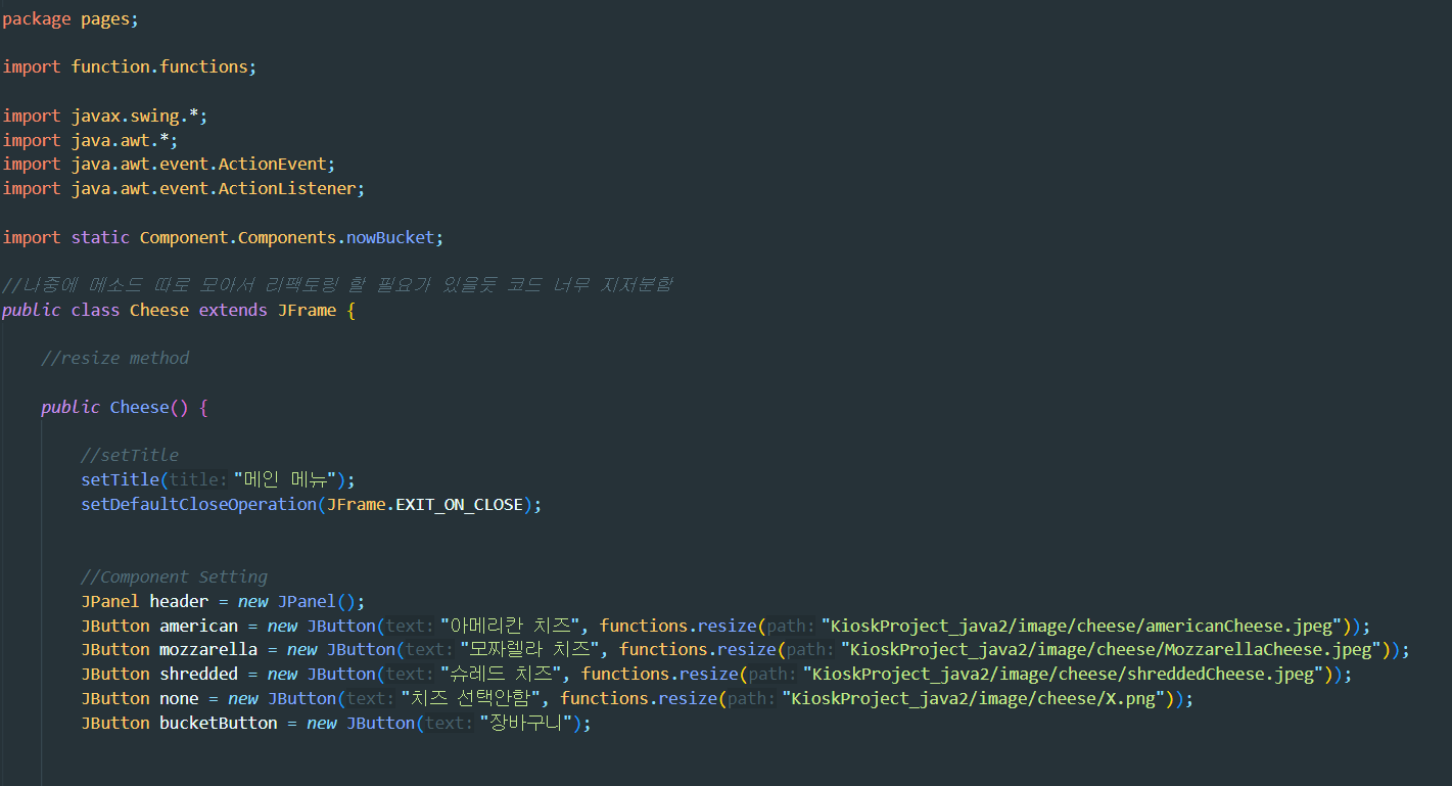 package pages;
import function.functions;
import javax.swing.*;
import java.awt.*;
import java.awt.event.ActionEvent;
import java.awt.event.ActionListener;
import static Component.Components.nowBucket;
//나중에 메소드 따로 모아서 리팩토링 할 필요가 있을듯 코드 너무 지저분함
public class Cheese extends JFrame {
//resize method
public Cheese() {
//setTitle
setTitle(title: "메인 메뉴");
setDefaultCloseOperation(JFrame.EXIT_ON_CLOSE);
//Component Setting
JPanel header = new JPanel();
JButton american = new JButton(text: "아메리칸 치즈", functions.resize(path: "KioskProject_java2/image/cheese/americanCheese.jpeg"));
JButton mozzarella = new JButton(text: "모짜렐라 치즈", functions.resize(path: "KioskProject_java2/image/cheese/MozzarellaCheese.jpeg"));
JButton shredded = new JButton(text: "슈레드 치즈", functions.resize(path: "KioskProject_java2/image/cheese/shreddedCheese.jpeg"));
JButton none = new JButton(text: "치즈 선택안함", functions.resize(path: "KioskProject_java2/image/cheese/X.png"));
JButton bucketButton = new JButton(text: "장바구니");